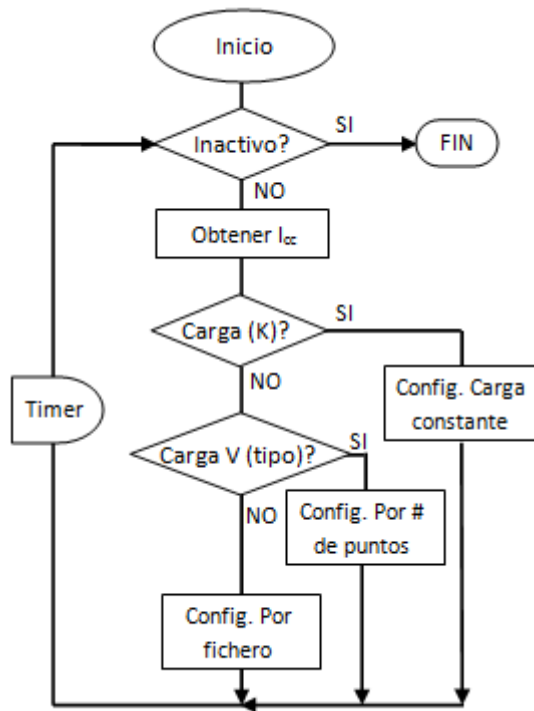 Inicio
Inactivo?
SI
FIN
NO
Obtener Icc
Carga (K)?
SI
NO
Timer
Config. Carga
constante
Carga V (tipo)?
SI
NO
Config. Por #
de puntos
Config. Por
fichero